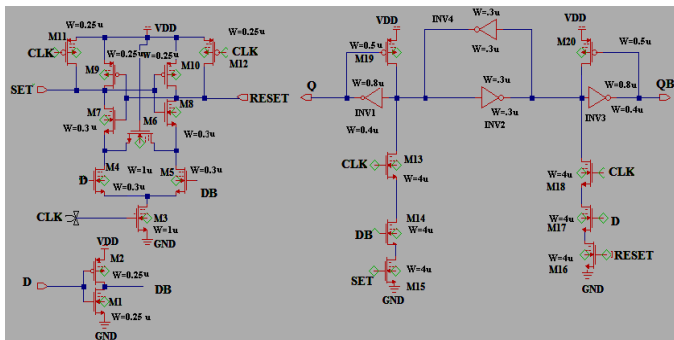 W=0.25u
M11
CLK
VDD
W=0.25u
W=0.25u
W=0.25u
CLK
M9
M10
M12
SET
RESET
M7
M6
M8
W=0.3 u
W=0.3u
M4
W=1u
M5
W=0.3u
D
W=0.3u
DB
CLK
M3
W=1u
GND
VDD
M2
W=0.25u
D
DB
M1
W=0.25 u
GND
VDD
W=0.5u
M19
INV4
W=.3u
W=.3u
VDD
M20
W=0.5u
Q
W=0.8u
INV1
W=0.4u
W=.3u
INV2
W=.3u
W=0.8u
QB
INV3
W=0.4u
CLK
M13
W=4u
M14
DB
W=4u
W=4u
SET
M15
GND
W=4u
CLK
M18
W=4u
D
M17
W=4u
RESET
M16
GND